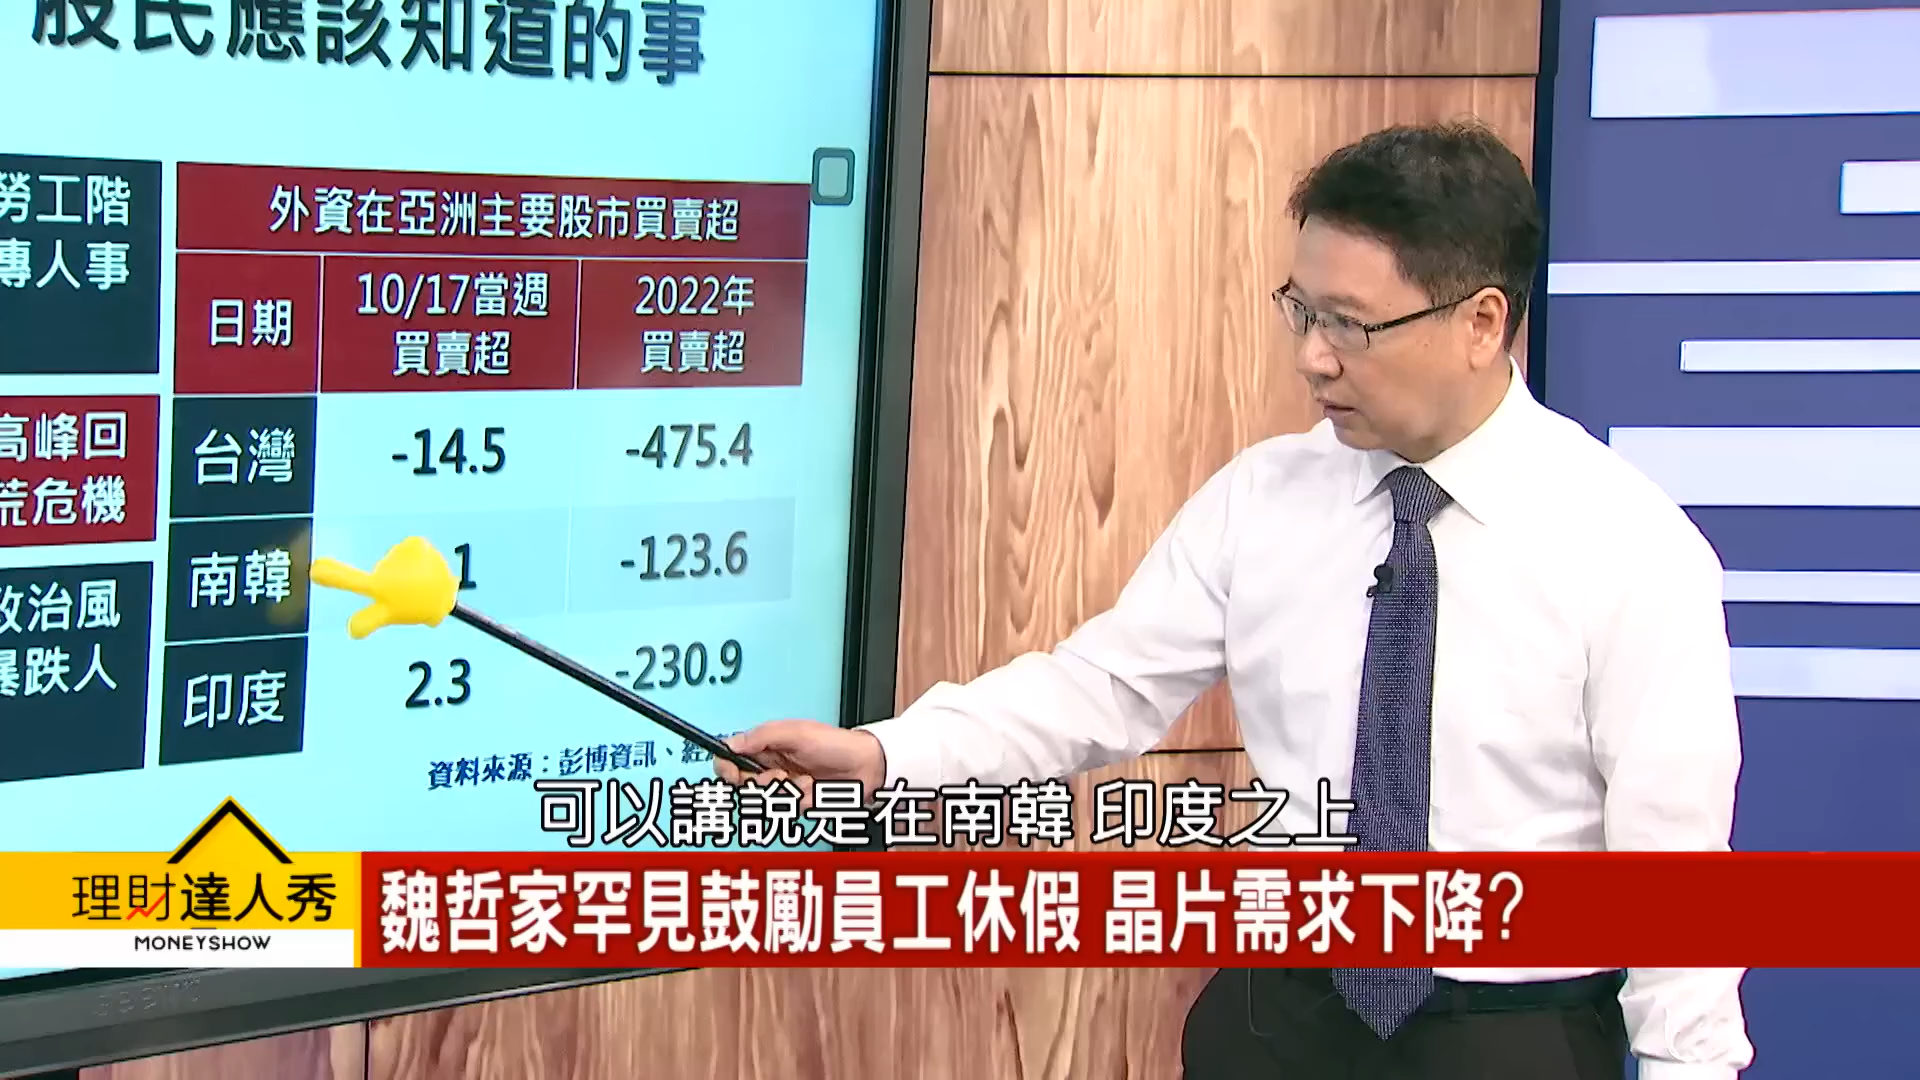 股民應該知道的事
勞工階
傳人事
高峰回
荒危機
政治風
暴跌人
外資在亞洲主要股市買賣超
日期
10/17當週
買賣超
2022年
買賣超
台灣
-14.5
-475.4
南韓
1
-123.6
印度
2.3
-230.9
資料來源：彭博資訊、經濟
可以講說是在南韓 印度之上
理財達人秀
MONEYSHOW
魏哲家罕見鼓勵員工休假 晶片需求下降?